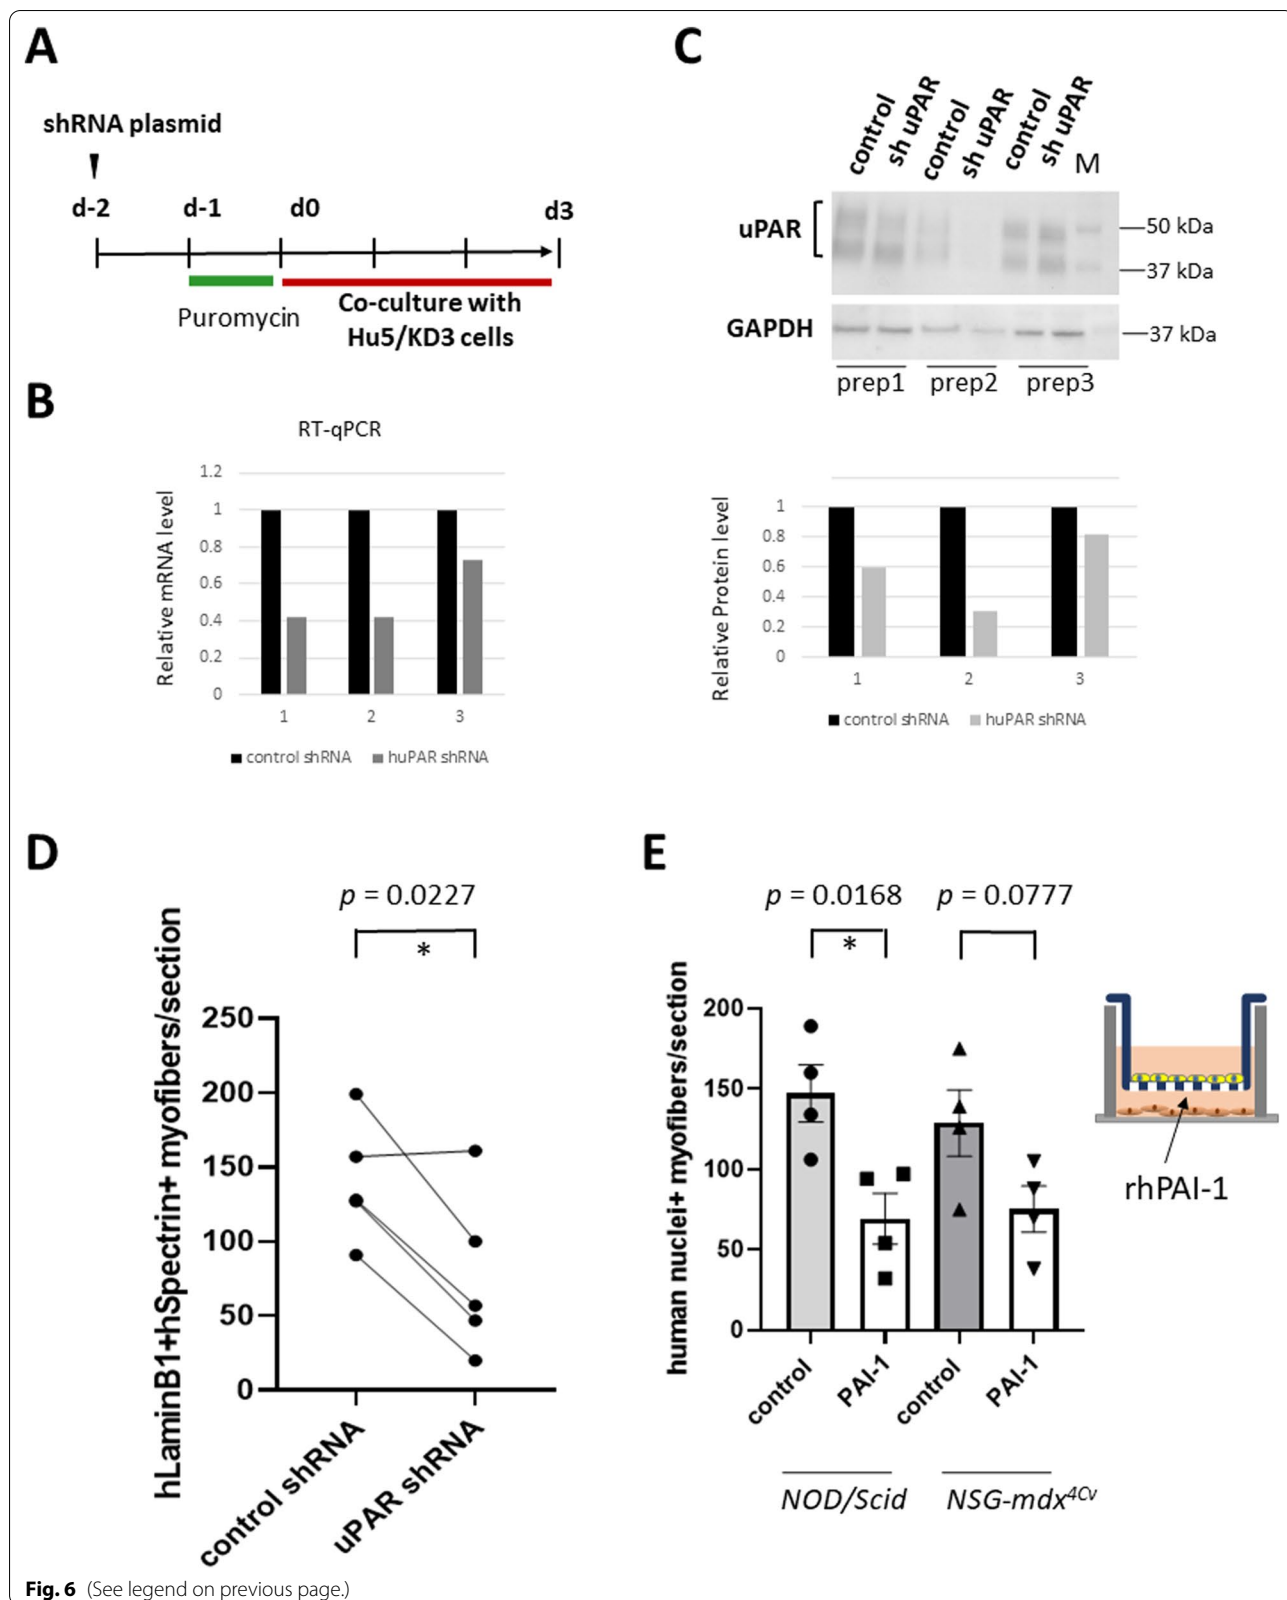 A
shRNA plasmid
d-2
d-1
d0
d3
Puromycin
Co-culture with
Hu5/KD3 cells
B
RT-qPCR
Relative mRNA level
1.2
1
0.8
0.6
0.4
0.2
0
1
2
3
control shRNA
huPAR shRNA
C
control
sh uPAR
control
sh uPAR
control
sh uPAR
M
uPAR
50 kDa
37 kDa
GAPDH
37 kDa
prep1
prep2
prep3
Relative Protein level
1
0.8
0.6
0.4
0.2
0
1
2
3
control shRNA
huPAR shRNA
D
p = 0.0227
*
hLaminB1+hSpectrin+ myofibers/section
250
200
150
100
50
0
control shRNA
uPAR shRNA
E
p = 0.0168
p = 0.0777
*
human nuclei+ myofibers/section
200
150
100
50
0
control
PAI-1
control
PAI-1
NOD/Scid
NSG-mdx4Cv
rhPAI-1
Fig. 6 (See legend on previous page.)